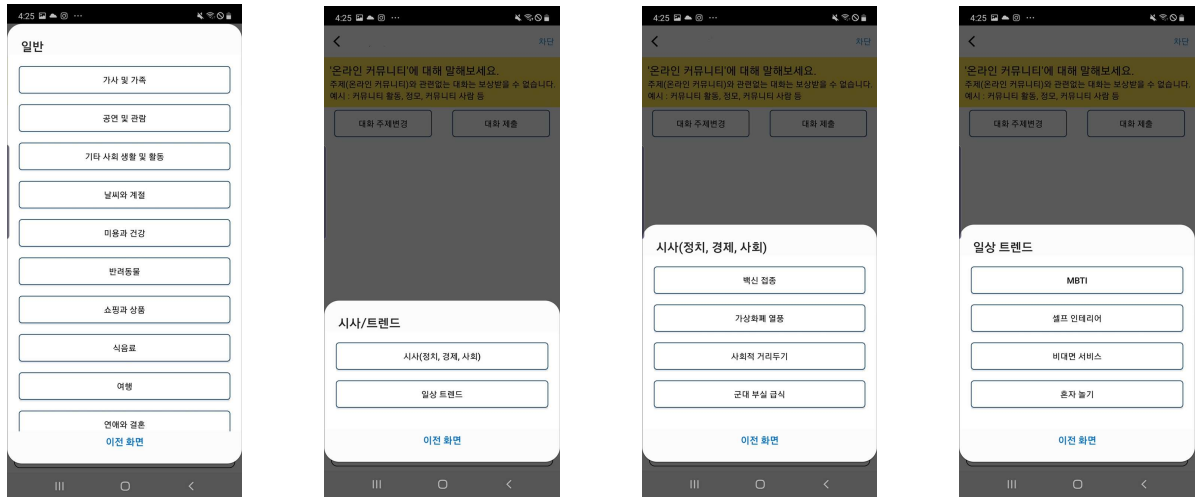 4:25
일반
가사 및 가족
공연 및 관람
기타 사회 생활 및 활동
날씨와 계절
미용과 건강
반려동물
쇼핑과 상품
식음료
여행
연애와 결혼
이전 화면
4:25
차단
'온라인 커뮤니티'에 대해 말해보세요.
주제(온라인 커뮤니티)와 관련없는 대화는 보상받을 수 없습니다.
예시 : 커뮤니티 활동, 정모, 커뮤니티 사람 등
대화 주제변경
대화 제출
시사/트렌드
시사(정치, 경제, 사회)
일상 트렌드
이전 화면
4:25
차단
'온라인 커뮤니티'에 대해 말해보세요.
주제(온라인 커뮤니티)와 관련없는 대화는 보상받을 수 없습니다.
예시 : 커뮤니티 활동, 정모, 커뮤니티 사람 등
대화 주제변경
대화 제출
시사(정치, 경제, 사회)
백신 접종
가상화폐 열풍
사회적 거리두기
군대 부실 급식
이전 화면
4:25
차단
'온라인 커뮤니티'에 대해 말해보세요.
주제(온라인 커뮤니티)와 관련없는 대화는 보상받을 수 없습니다.
예시 : 커뮤니티 활동, 정모, 커뮤니티 사람 등
대화 주제변경
대화 제출
일상 트렌드
MBTI
셀프 인테리어
비대면 서비스
혼자 놀기
이전 화면